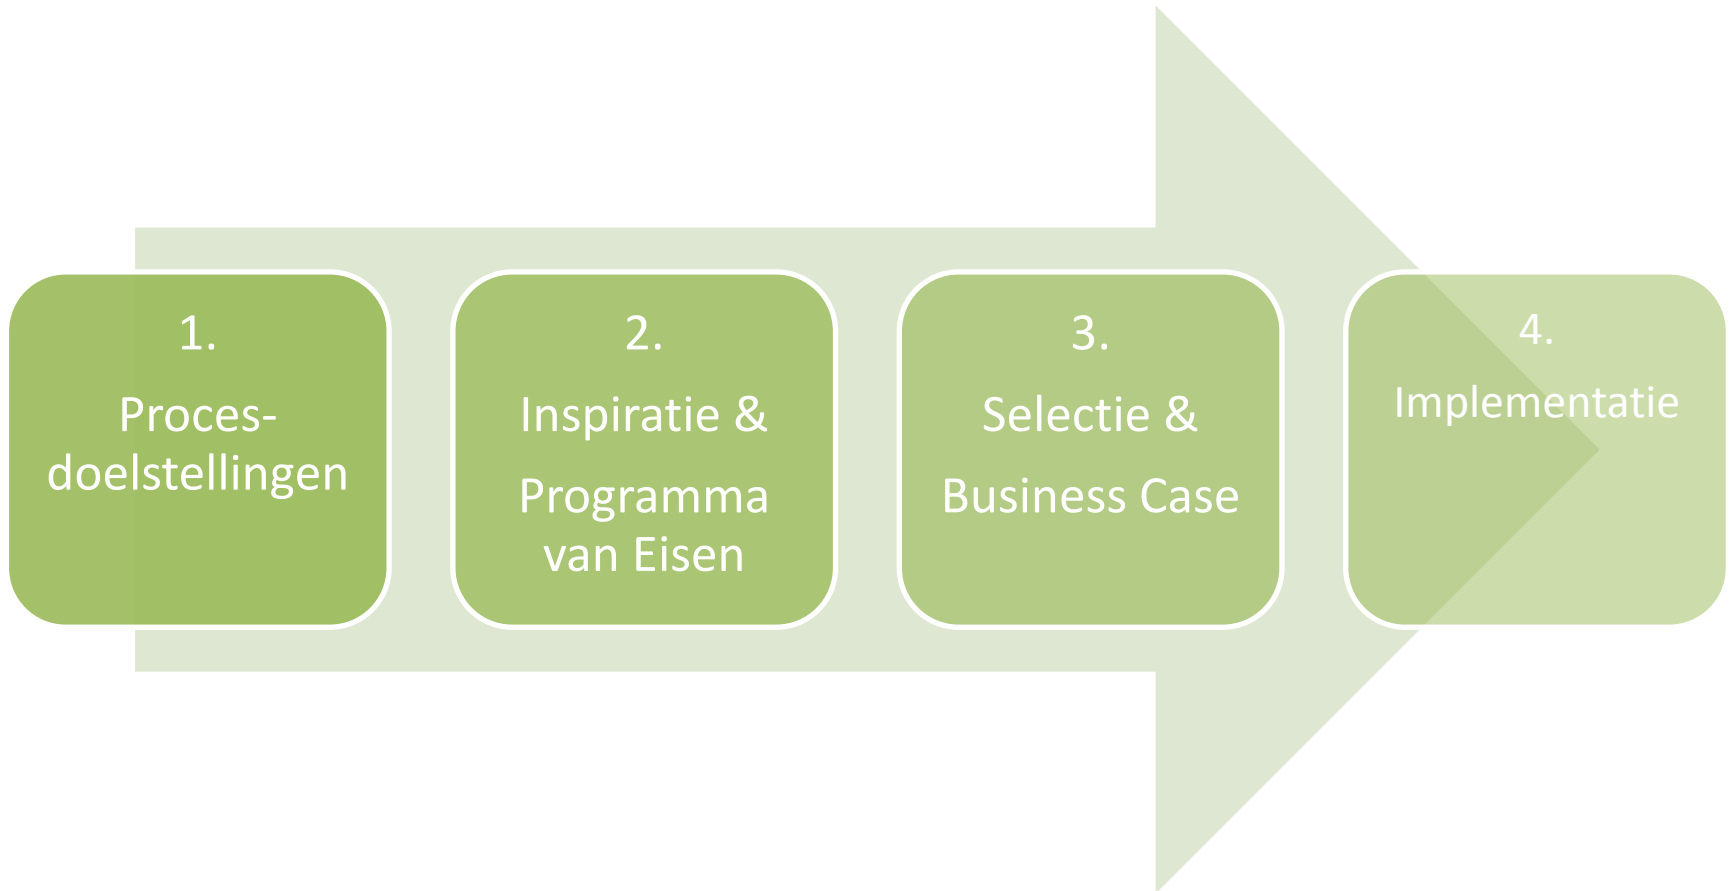 1.
Proces-
doelstellingen
2.
Inspiratie &
Programma
van Eisen
3.
Selectie &
Business Case
4.
Implementatie